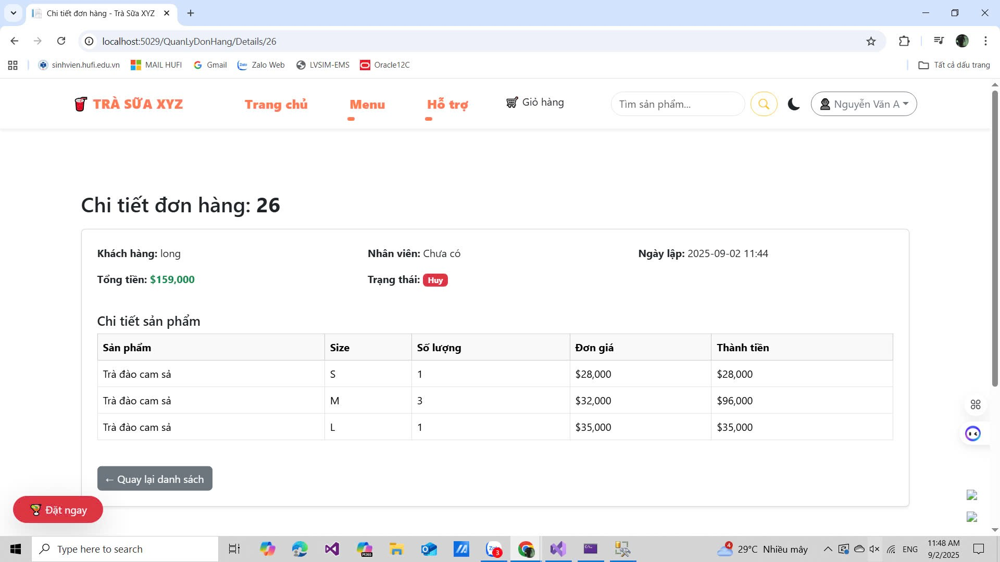 Chi tiết đơn hàng - Trà Sữa XYZ
localhost:5029/QuanLyDonHang/Details/26
sinhvien.hufi.edu.vn MAIL HUFI Gmail Zalo Web LVSIM-EMS Oracle12C Tất cả dấu trang
TRÀ SỮA XYZ Trang chủ Menu Hỗ trợ Giỏ hàng Tìm sản phẩm... Nguyễn Văn A
Chi tiết đơn hàng: 26
Khách hàng: long Nhân viên: Chưa có Ngày lập: 2025-09-02 11:44
Tổng tiền: $159,000 Trạng thái: Huy
Chi tiết sản phẩm
Sản phẩm Size Số lượng Đơn giá Thành tiền
Trà đào cam sả S 1 $28,000 $28,000
Trà đào cam sả M 3 $32,000 $96,000
Trà đào cam sả L 1 $35,000 $35,000
← Quay lại danh sách
Đặt ngay
Type here to search M365 Zalo 3 4 29°C Nhiều mây ENG 11:48 AM
9/2/2025